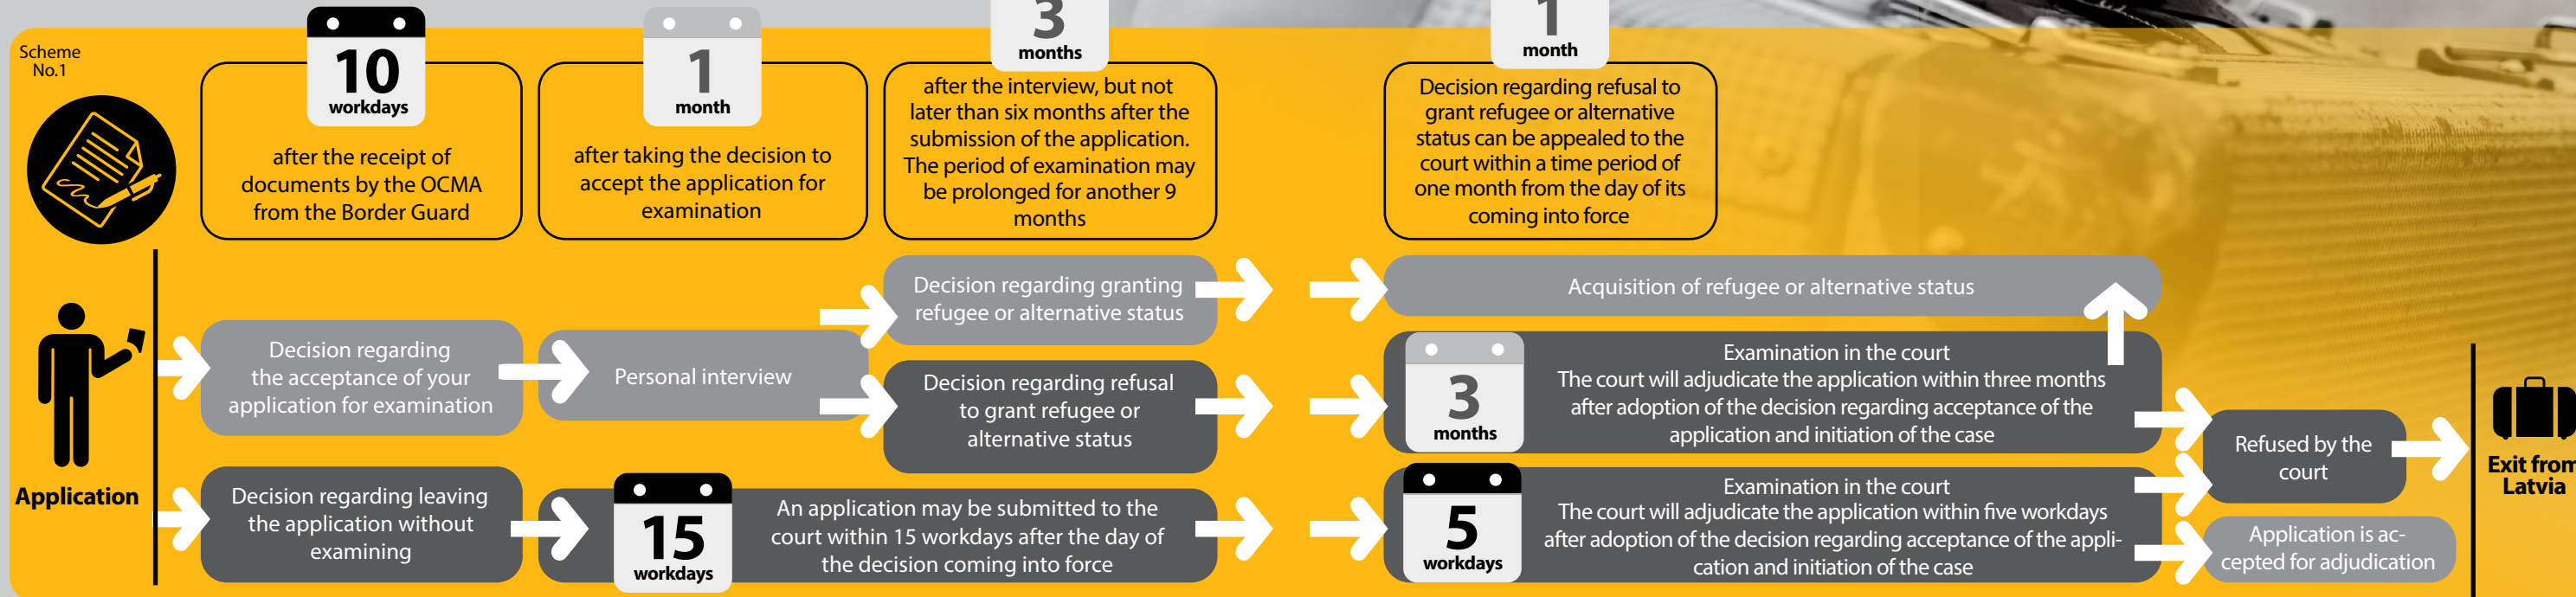 Scheme
No.1
10
workdays
after the receipt of
documents by the OCMA
from the Border Guard
1
month
after taking the decision to
accept the application for
examination
3
months
after the interview, but not
later than six months after the
submission of the application.
The period of examination may
be prolonged for another 9
months
1
month
Decision regarding refusal to
grant refugee or alternative
status can be appealed to the
court within a time period of
one month from the day of its
coming into force
Application
Decision regarding
the acceptance of your
application for examination
Personal interview
Decision regarding granting
refugee or alternative status
Decision regarding refusal
to grant refugee or
alternative status
Acquisition of refugee or alternative status
3
months
Examination in the court
The court will adjudicate the application within three months
after adoption of the decision regarding acceptance of the
application and initiation of the case
Decision regarding leaving
the application without
examining
15
workdays
An application may be submitted to the
court within 15 workdays after the day of
the decision coming into force
5
workdays
Examination in the court
The court will adjudicate the application within five workdays
after adoption of the decision regarding acceptance of the appli-
cation and initiation of the case
Refused by the
court
Application is ac-
cepted for adjudication
Exit from
Latvia